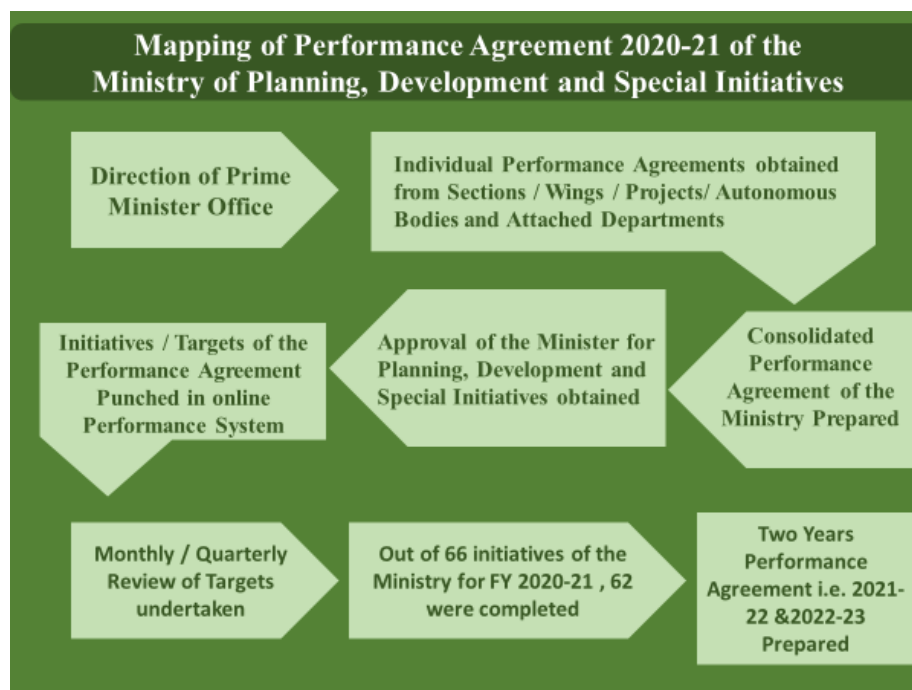 Mapping of Performance Agreement 2020-21 of the
Ministry of Planning, Development and Special Initiatives
Direction of Prime
Minister Office
Individual Performance Agreements obtained
from Sections / Wings / Projects/ Autonomous
Bodies and Attached Departments
Consolidated
Performance
Agreement of the
Ministry Prepared
Approval of the Minister for
Planning, Development and
Special Initiatives obtained
Initiatives / Targets of the
Performance Agreement
Punched in online
Performance System
Monthly / Quarterly
Review of Targets
undertaken
Out of 66 initiatives of the
Ministry for FY 2020-21 , 62
were completed
Two Years
Performance
Agreement i.e. 2021-
22 &2022-23
Prepared